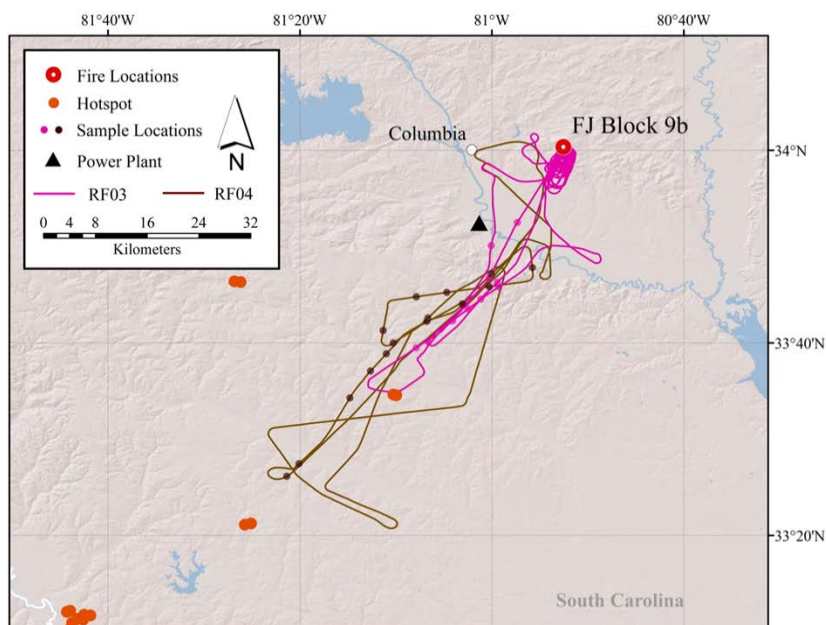 81°40'W 81°20'W 81°W 80°40'W
Fire Locations
Hotspot
Sample Locations
Power Plant
N
RF03 RF04
0 4 8 16 24 32
Kilometers
Columbia
FJ Block 9b
34°N
33°40'N
33°20'N
South Carolina